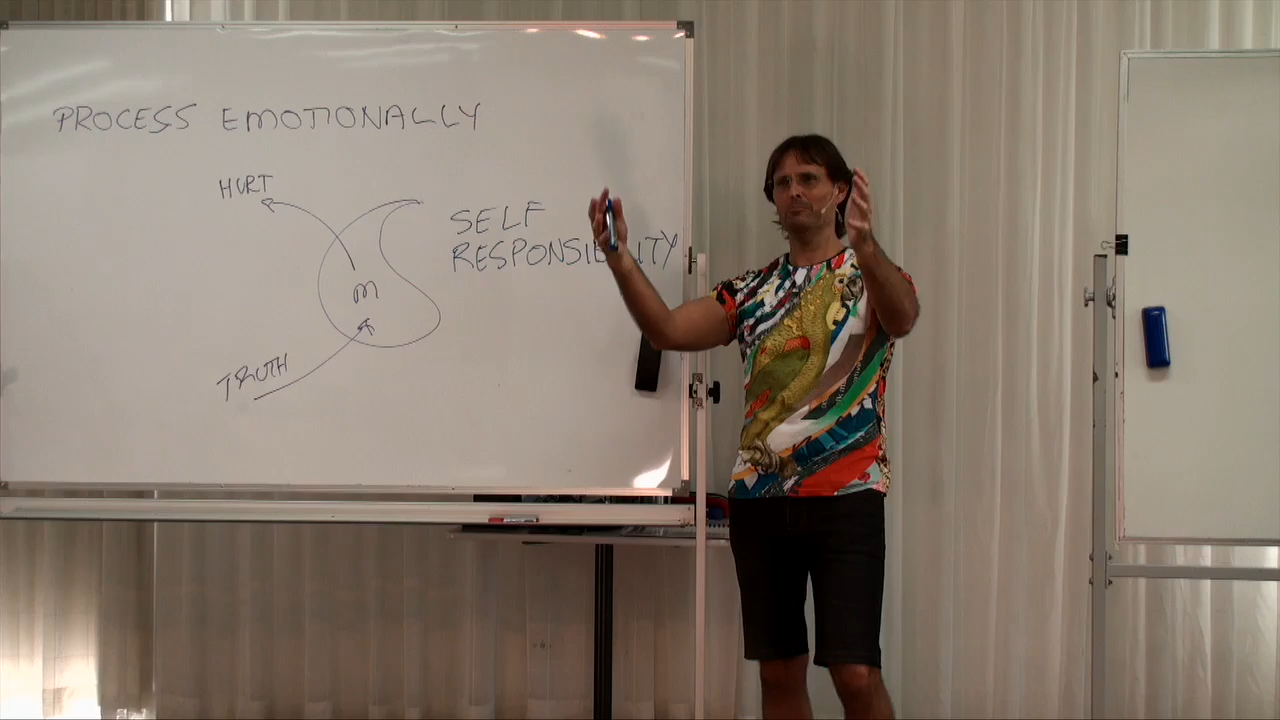 PROCESS EMOTIONALLY
HURT
SELF
RESPONSIBILITY
m
TRUTH